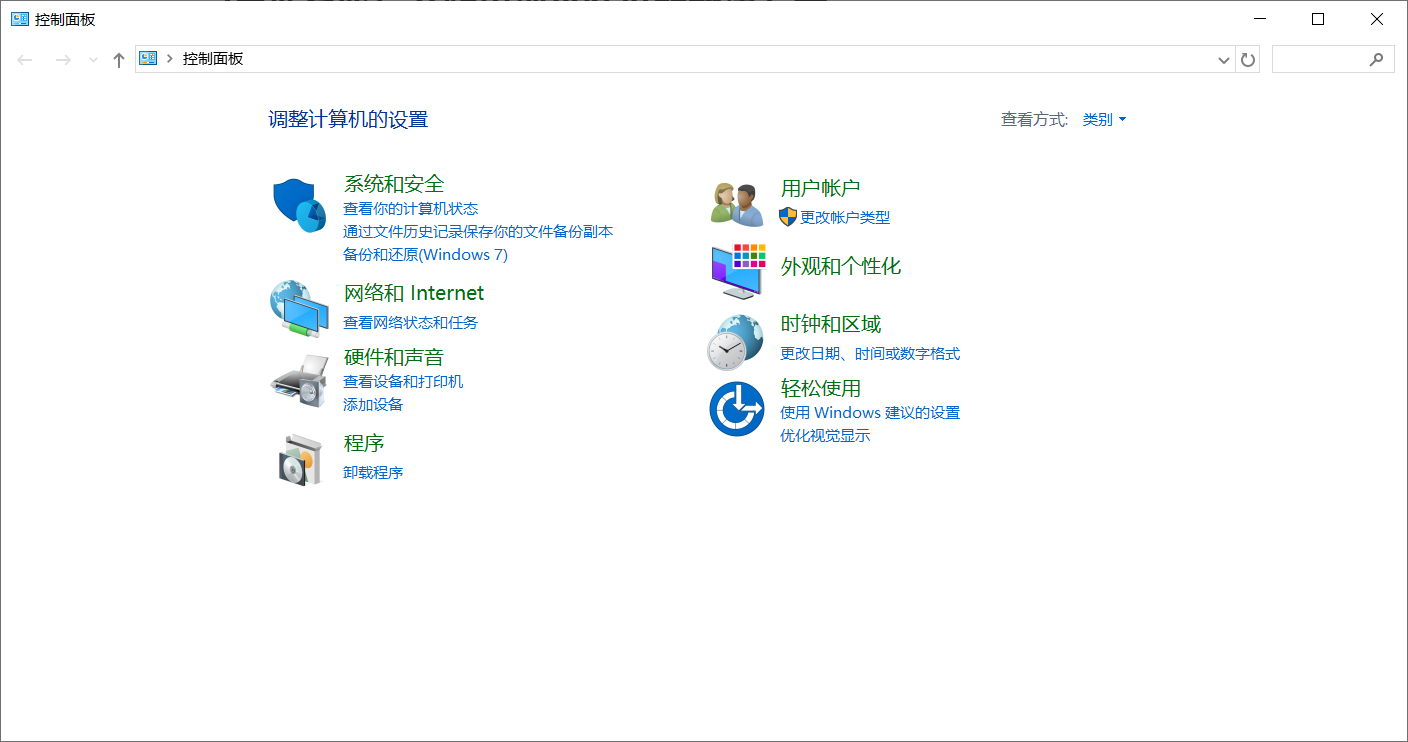 控制面板
控制面板
调整计算机的设置
查看方式: 类别
系统和安全
查看你的计算机状态
通过文件历史记录保存你的文件备份副本
备份和还原(Windows 7)
网络和 Internet
查看网络状态和任务
硬件和声音
查看设备和打印机
添加设备
程序
卸载程序
用户帐户
更改帐户类型
外观和个性化
时钟和区域
更改日期、时间或数字格式
轻松使用
使用 Windows 建议的设置
优化视觉显示